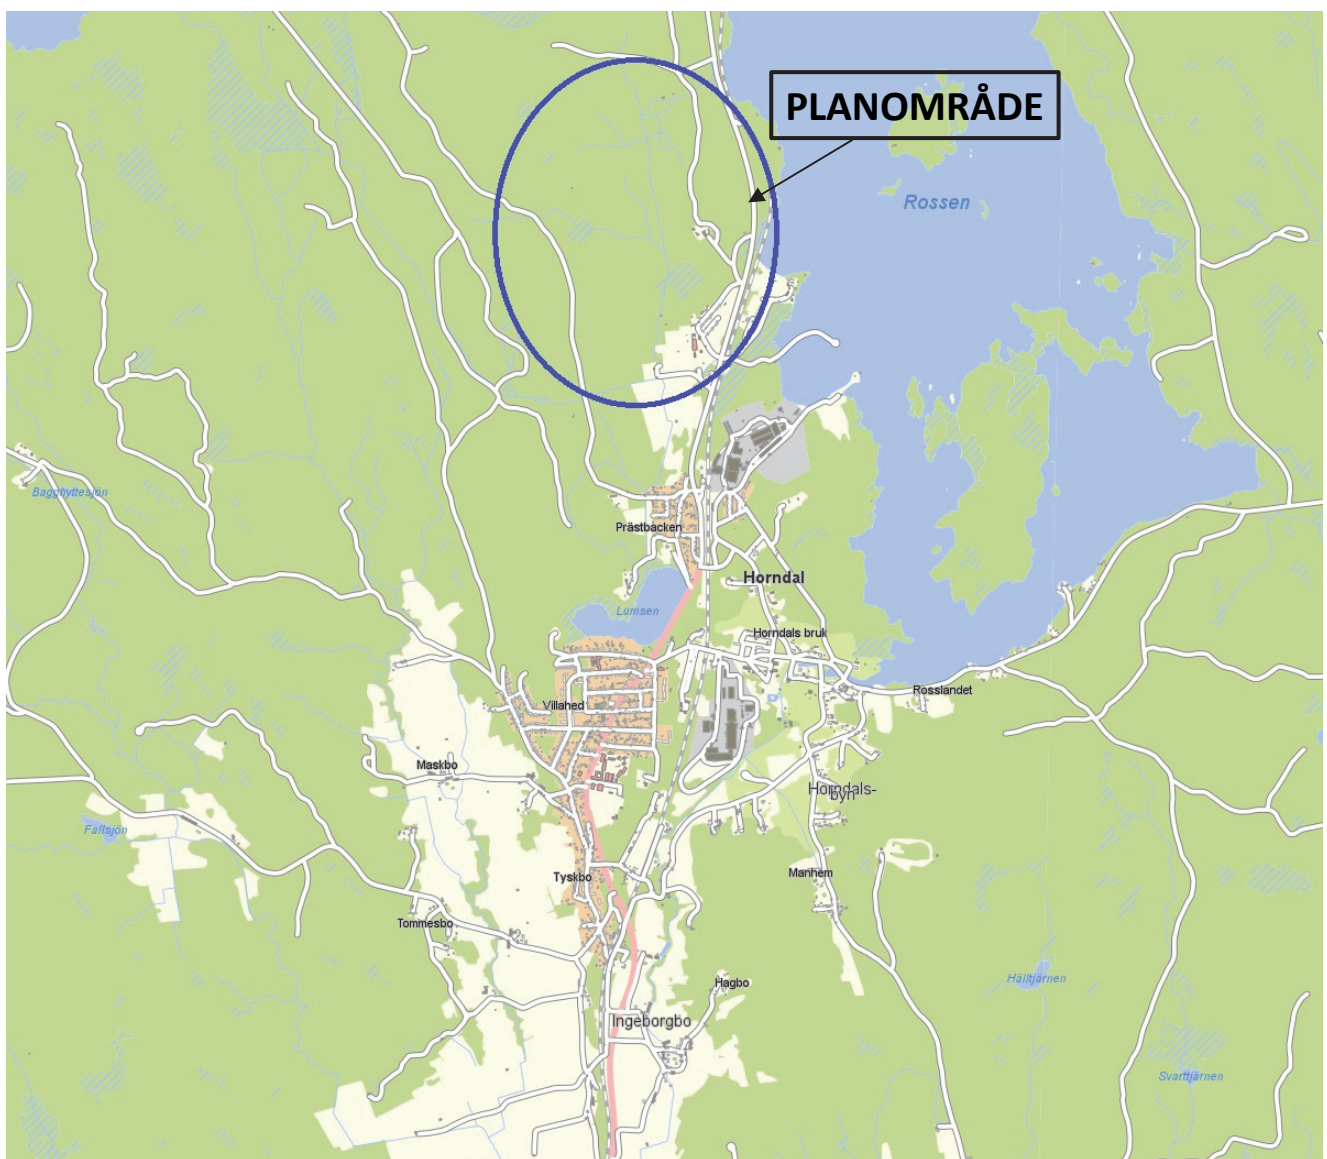 PLANOMRÅDE
Rossen
Bagghyttesjön
Prästbacken
Horndal
Lumsen
Horndals bruk
Rosslandet
Villahed
Maskbo
Horndals-
byn
Fallsjön
Tyskbo
Manhem
Tommesbo
Hälltjärnen
Hagbo
Ingeborgbo
Svarttjärnen